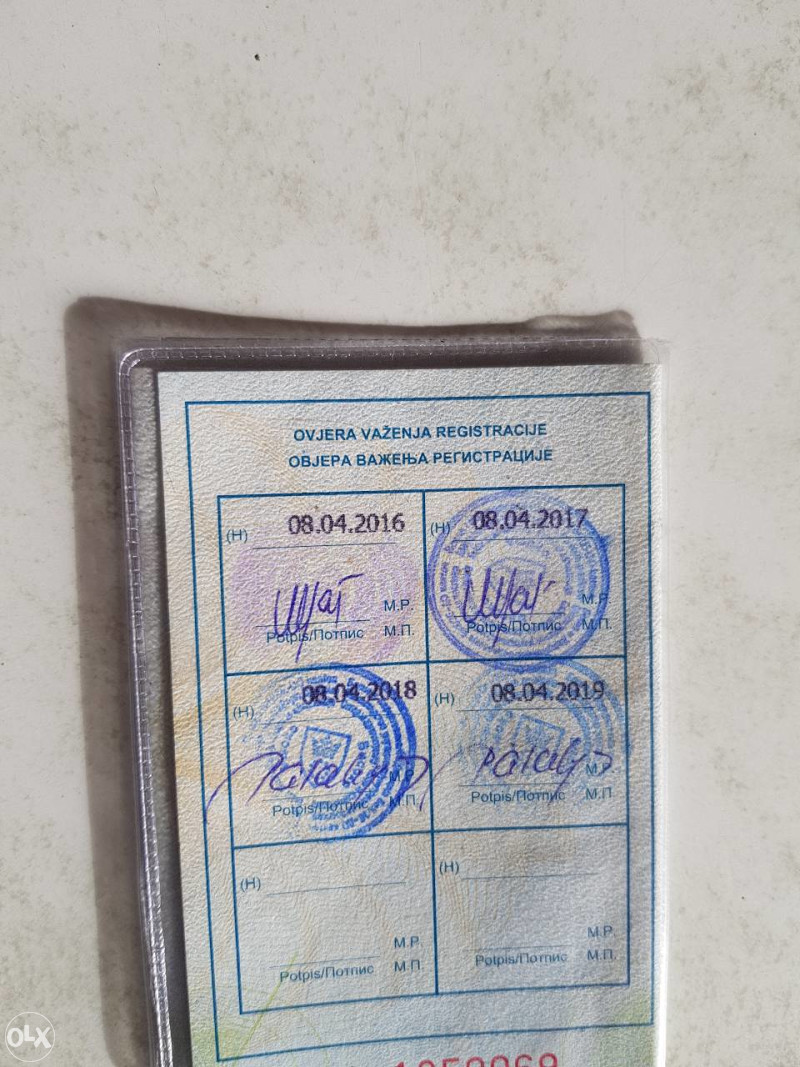 OVJERA VAŽENJA REGISTRACIJE
ОВЈЕРА ВАЖЕЊА РЕГИСТРАЦИЈЕ
(H) 08.04.2016
M.P.
Potpis/Потпис М.П.
(H) 08.04.2017
M.P.
Potpis/Потпис М.П.
(H) 08.04.2018
M.P.
Potpis/Потпис М.П.
(H) 08.04.2019
M.P.
Potpis/Потпис М.П.
(H)
M.P.
Potpis/Потпис М.П.
(H)
M.P.
Potpis/Потпис М.П.
OLX